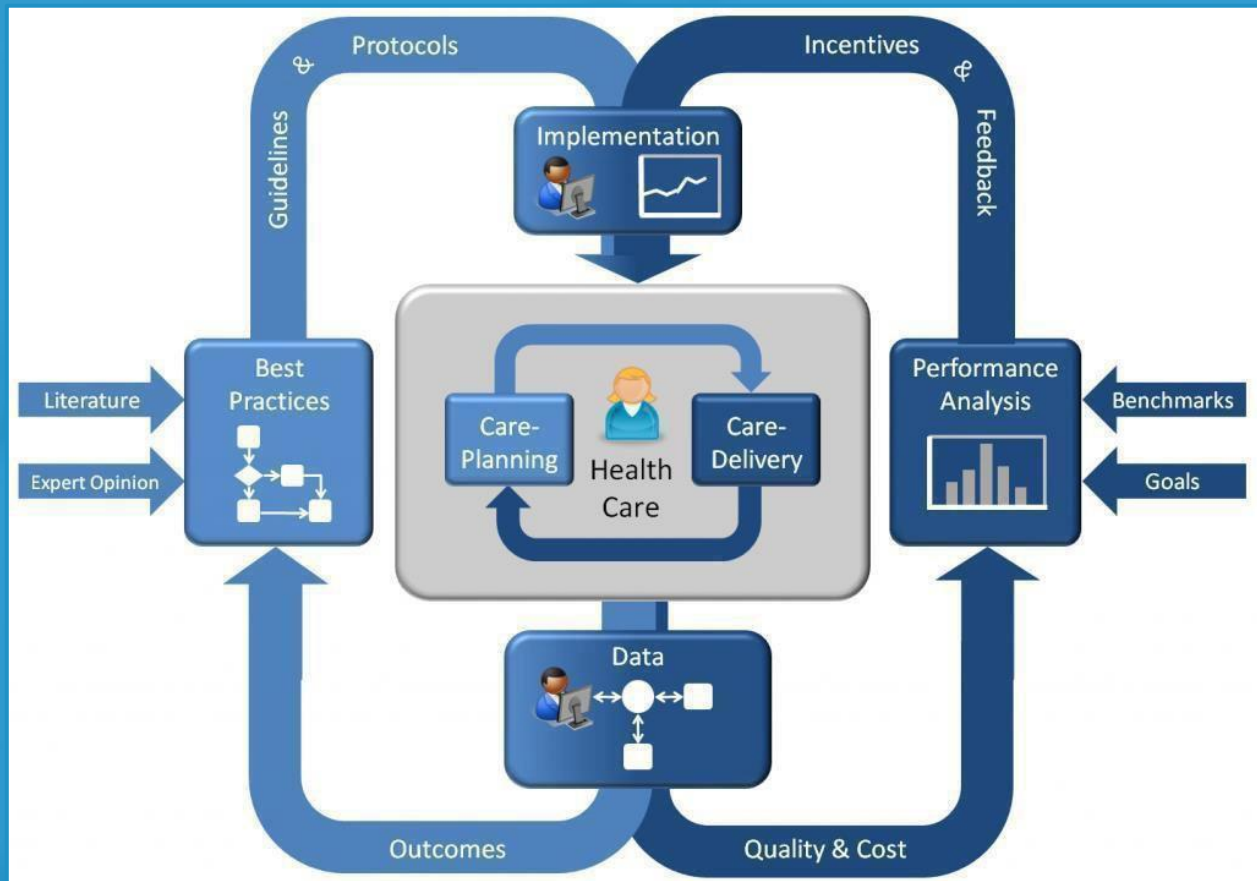 Guidelines & Protocols
Incentives & Feedback
Implementation
Best
Practices
Literature
Expert Opinion
Care-
Planning
Health
Care
Care-
Delivery
Performance
Analysis
Benchmarks
Goals
Data
Outcomes
Quality & Cost